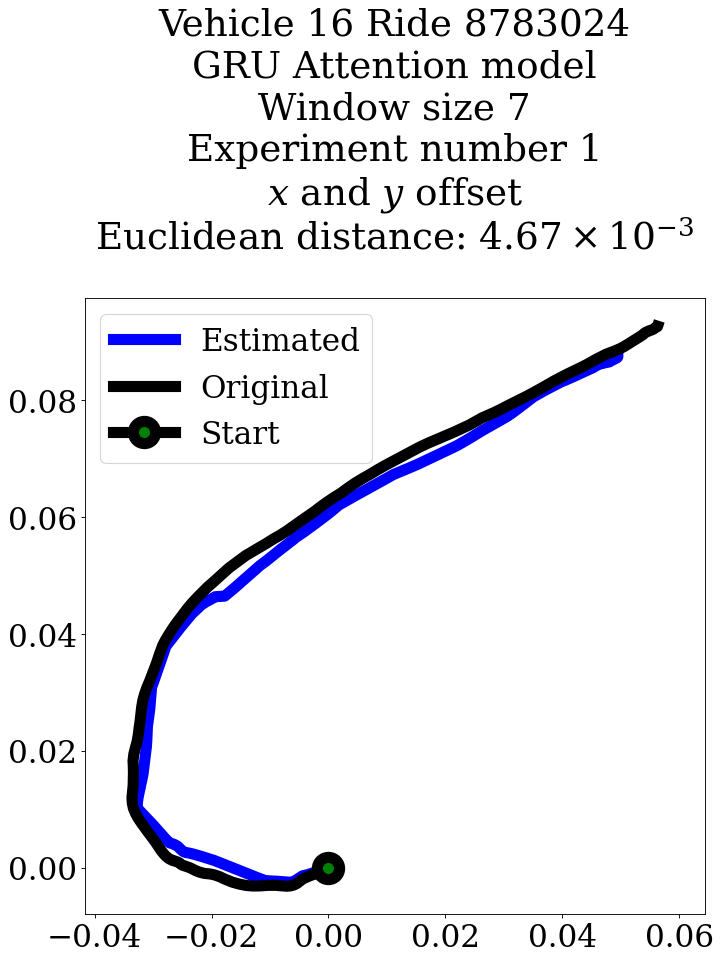 Vehicle 16 Ride 8783024
GRU Attention model
Window size 7
Experiment number 1
x and y offset
Euclidean distance: 4.67 × 10⁻³
Estimated
Original
Start
0.08
0.06
0.04
0.02
0.00
−0.04 −0.02 0.00 0.02 0.04 0.06